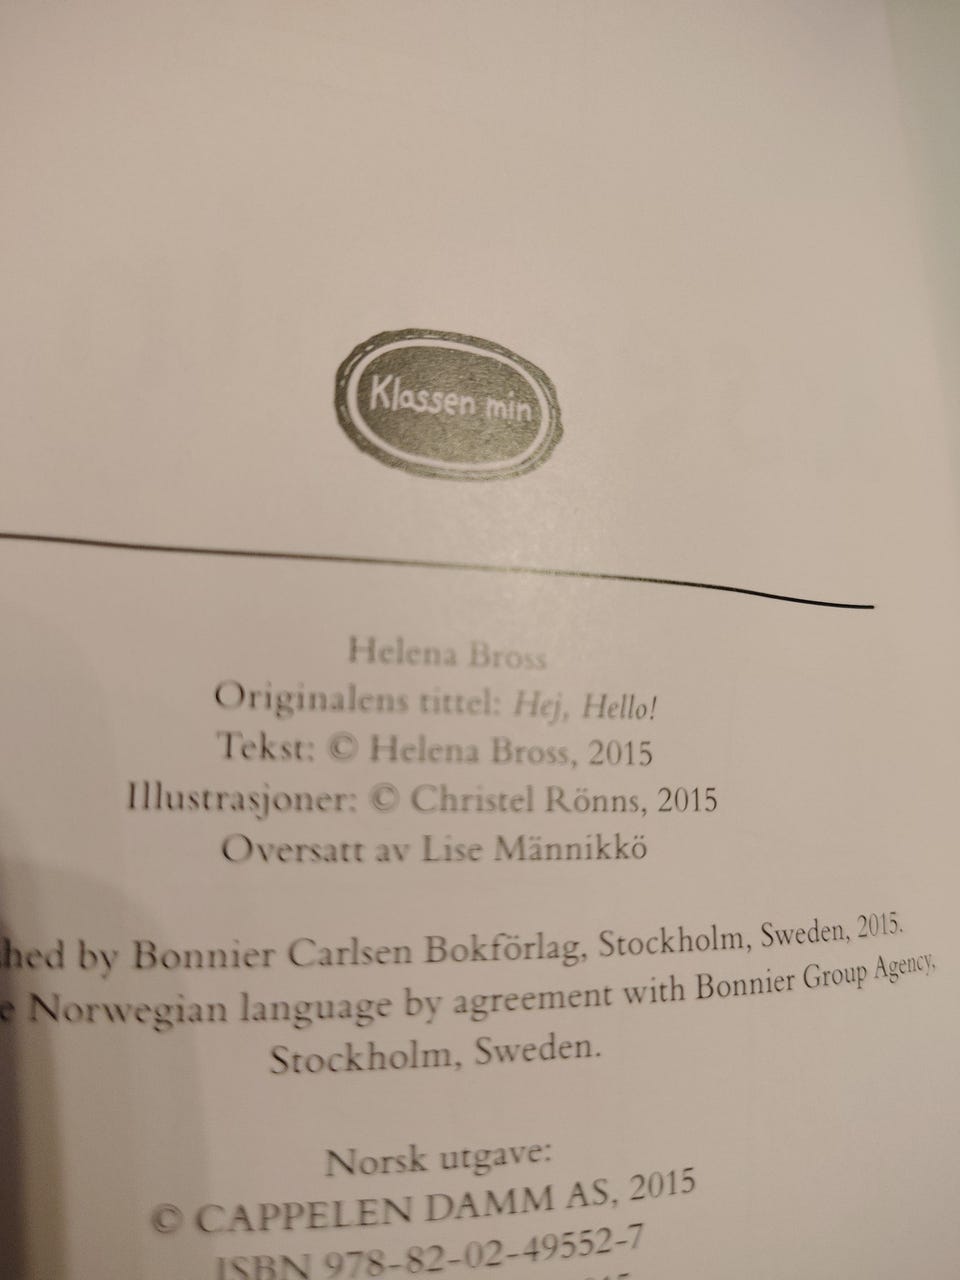 Klassen min
Helena Bross
Originalens tittel: Hej, Hello!
Tekst: © Helena Bross, 2015
Illustrasjoner: © Christel Rönns, 2015
Oversatt av Lise Männikkö
hed by Bonnier Carlsen Bokförlag, Stockholm, Sweden, 2015.
e Norwegian language by agreement with Bonnier Group Agency,
Stockholm, Sweden.
Norsk utgave:
© CAPPELEN DAMM AS, 2015
ISBN 978-82-02-49552-7